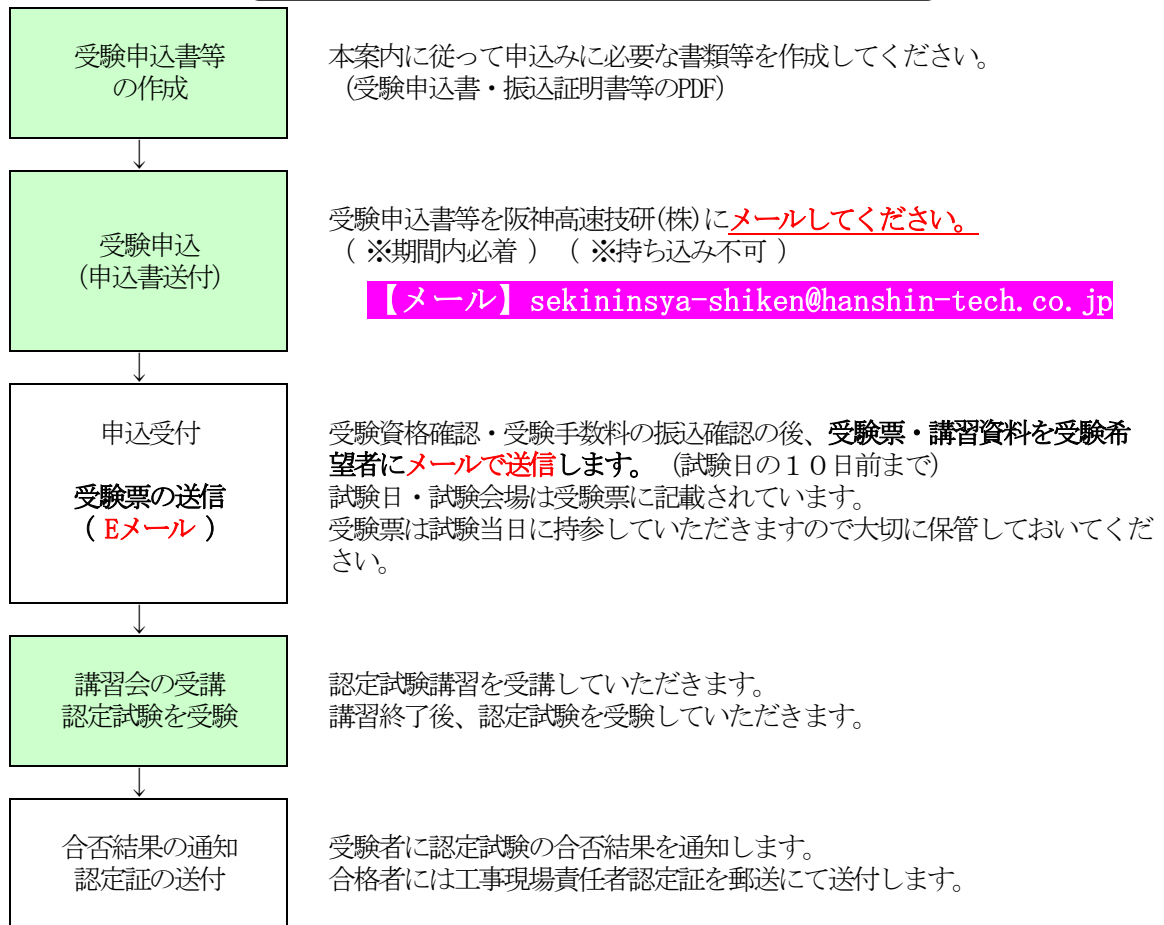 受験申込書等
の作成
本案内に従って申込みに必要な書類等を作成してください。
(受験申込書・振込証明書等のPDF)
↓
受験申込
(申込書送付)
受験申込書等を阪神高速技研(株)にメールしてください。
( ※期間内必着 ) ( ※持ち込み不可 )
【メール】sekininsya-shiken@hanshin-tech.co.jp
↓
申込受付
受験票の送信
( Eメール )
受験資格確認・受験手数料の振込確認の後、受験票・講習資料を受験希
望者にメールで送信します。 (試験日の10日前まで)
試験日・試験会場は受験票に記載されています。
受験票は試験当日に持参していただきますので大切に保管しておいてくだ
さい。
↓
講習会の受講
認定試験を受験
認定試験講習を受講していただきます。
講習終了後、認定試験を受験していただきます。
↓
合否結果の通知
認定証の送付
受験者に認定試験の合否結果を通知します。
合格者には工事現場責任者認定証を郵送にて送付します。